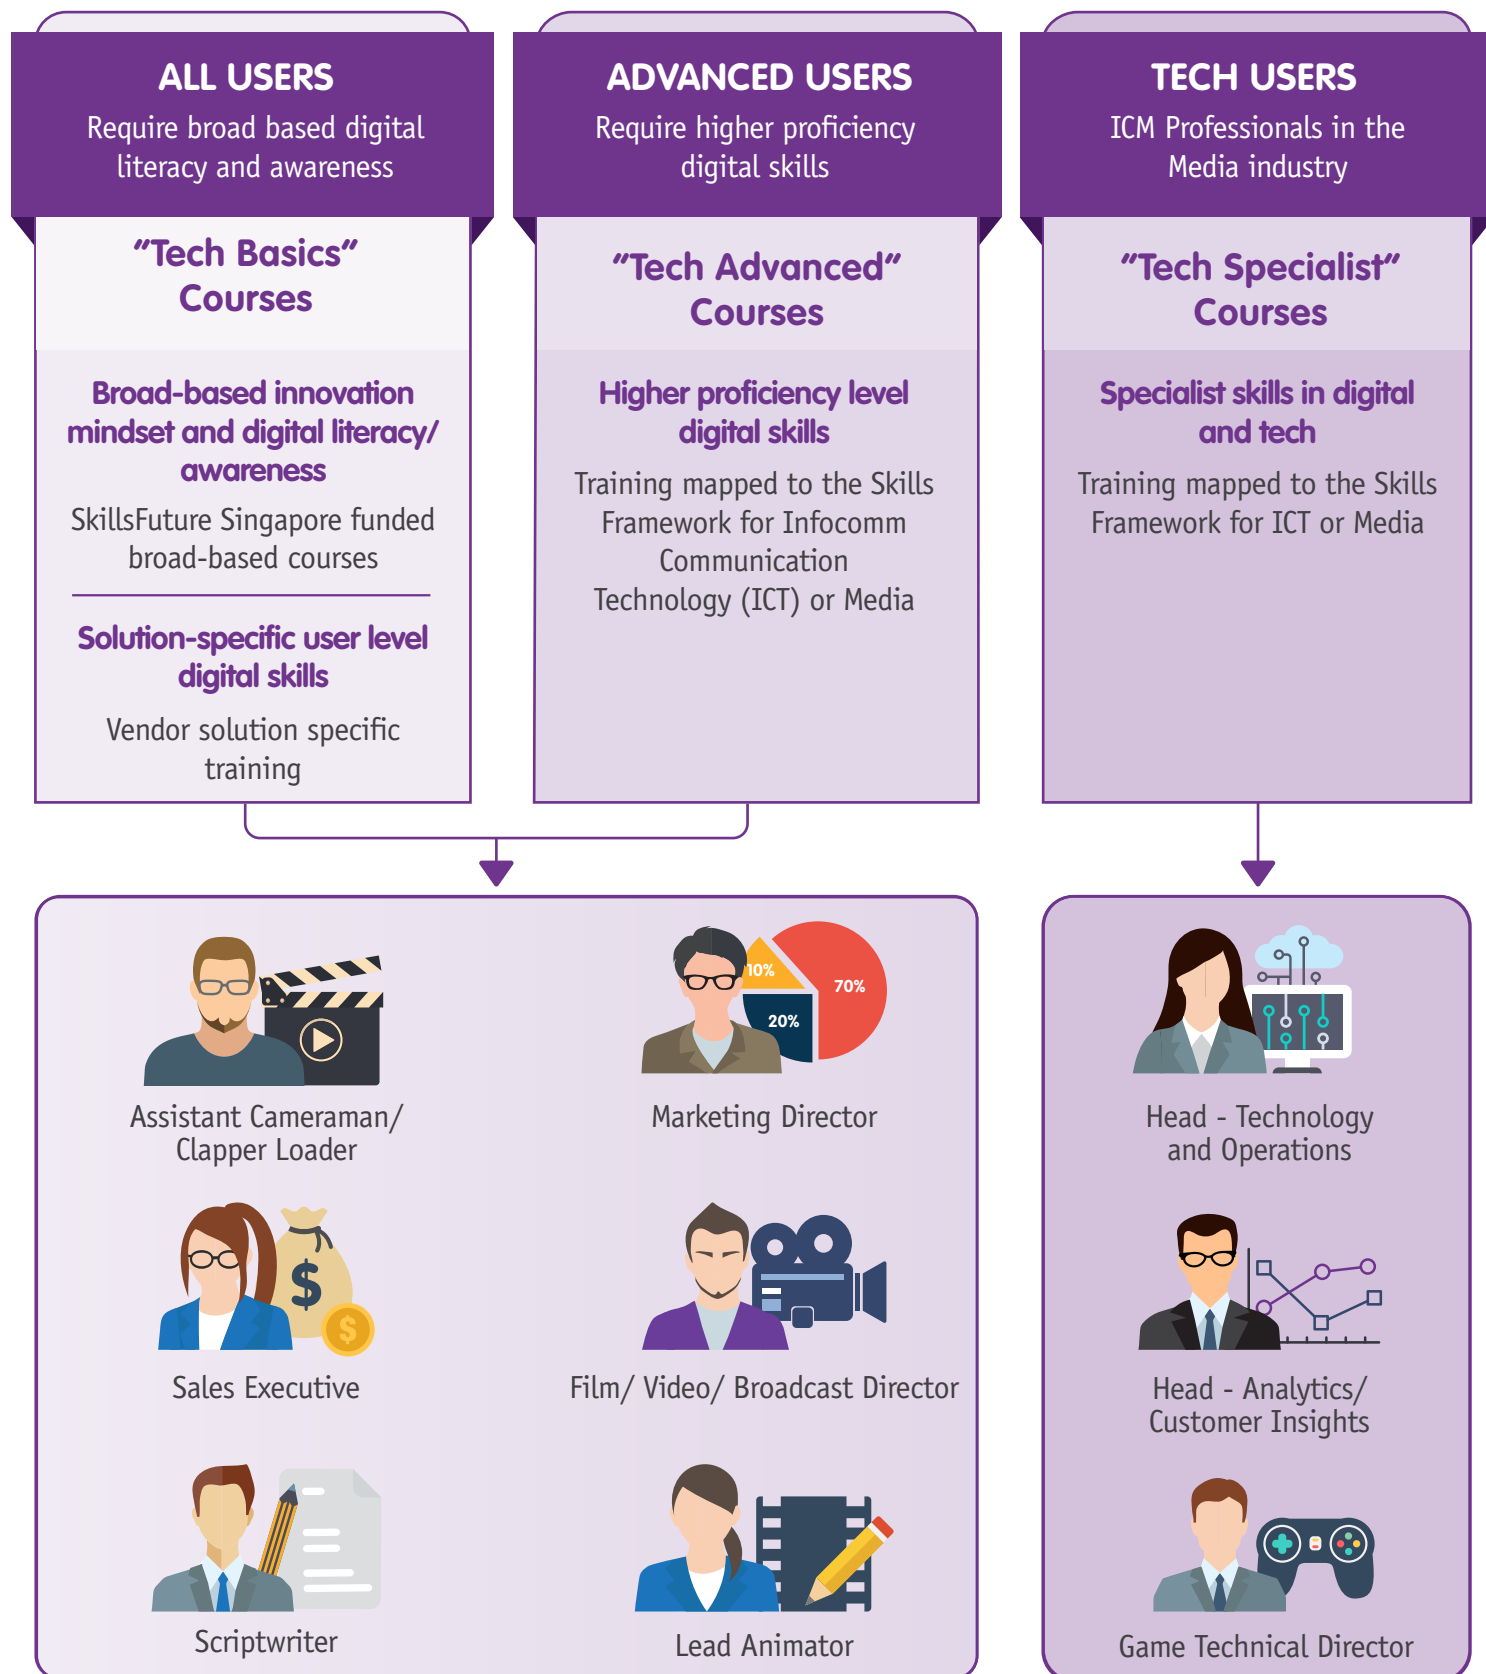 ALL USERS
Require broad based digital
literacy and awareness
"Tech Basics"
Courses
Broad-based innovation
mindset and digital literacy/
awareness
SkillsFuture Singapore funded
broad-based courses
Solution-specific user level
digital skills
Vendor solution specific
training
ADVANCED USERS
Require higher proficiency
digital skills
"Tech Advanced"
Courses
Higher proficiency level
digital skills
Training mapped to the Skills
Framework for Infocomm
Communication
Technology (ICT) or Media
TECH USERS
ICM Professionals in the
Media industry
"Tech Specialist"
Courses
Specialist skills in digital
and tech
Training mapped to the Skills
Framework for ICT or Media
Assistant Cameraman/
Clapper Loader
10%
70%
20%
Marketing Director
$
$
Sales Executive
Film/ Video/ Broadcast Director
Scriptwriter
Lead Animator
Head - Technology
and Operations
Head - Analytics/
Customer Insights
Game Technical Director